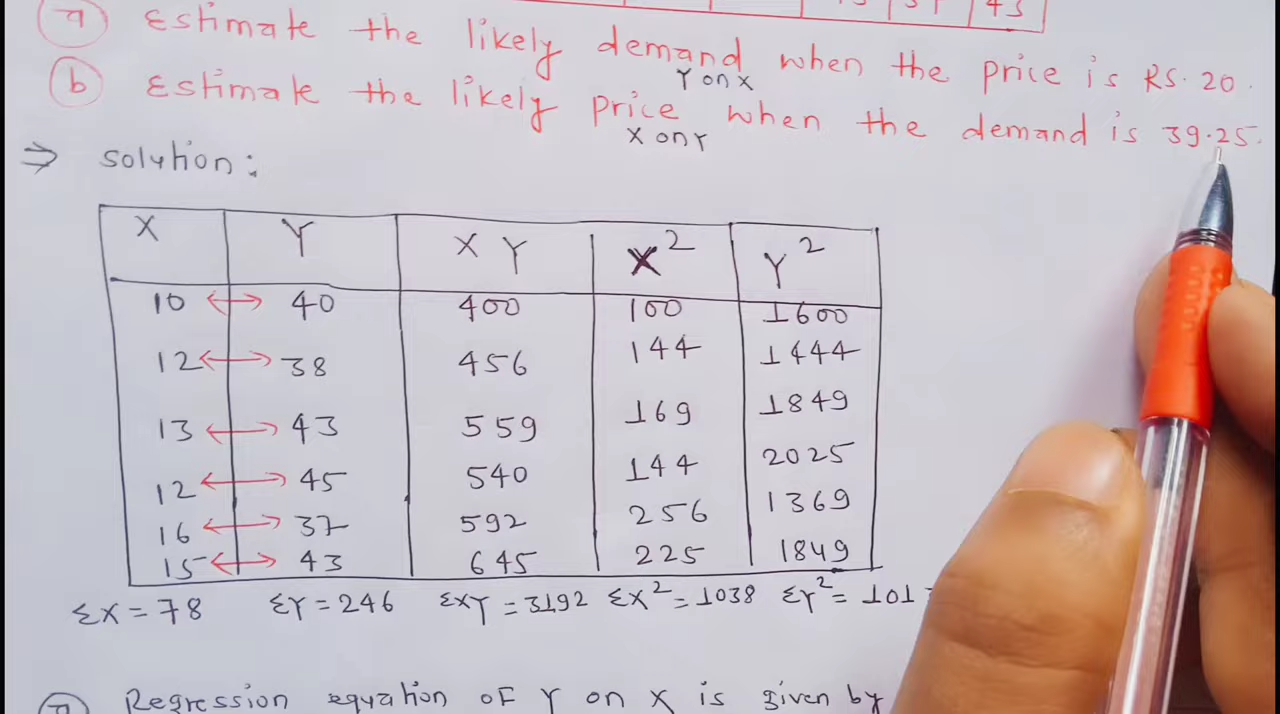 43
a Estimate the likely demand when the price is RS. 20.
Y on X
b Estimate the likely price when the demand is 39.25.
X on Y
⇒ solution:
X Y XY X² Y²
10 ↔ 40 400 100 1600
12 ↔ 38 456 144 1444
13 ↔ 43 559 169 1849
12 ↔ 45 540 144 2025
16 ↔ 37 592 256 1369
15 ↔ 43 645 225 1849
ΣX = 78 ΣY = 246 ΣXY = 3192 ΣX² = 1038 ΣY² = 101
Regression equation of Y on X is given by